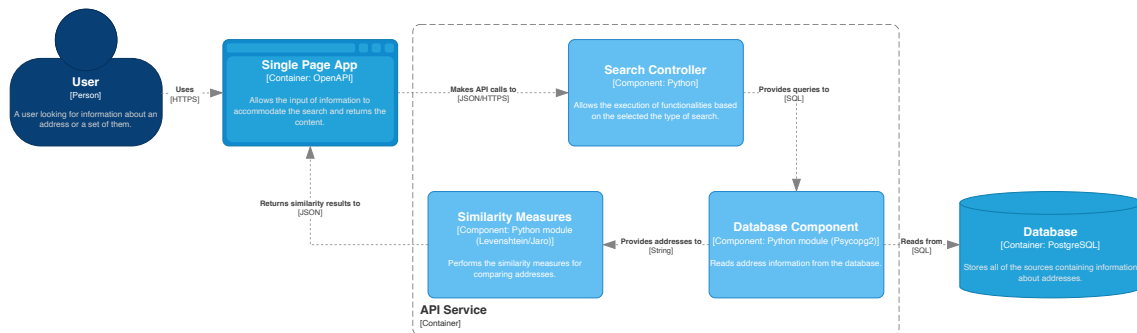 User
[Person]
A user looking for information about an
address or a set of them.
Uses
[HTTPS]
Single Page App
[Container: OpenAPI]
Allows the input of information to
accommodate the search and returns the
content.
Makes API calls to
[JSON/HTTPS]
Search Controller
[Component: Python]
Allows the execution of functionalities based
on the selected the type of search.
Provides queries to
[SQL]
Returns similarity results to
[JSON]
Similarity Measures
[Component: Python module
(Levenshtein/Jaro)]
Performs the similarity measures for
comparing addresses.
Provides addresses to
[String]
Database Component
[Component: Python module (Psycopg2)]
Reads address information from the database.
Reads from
[SQL]
Database
[Container: PostgreSQL]
Stores all of the sources containing information
about addresses.
API Service
[Container]